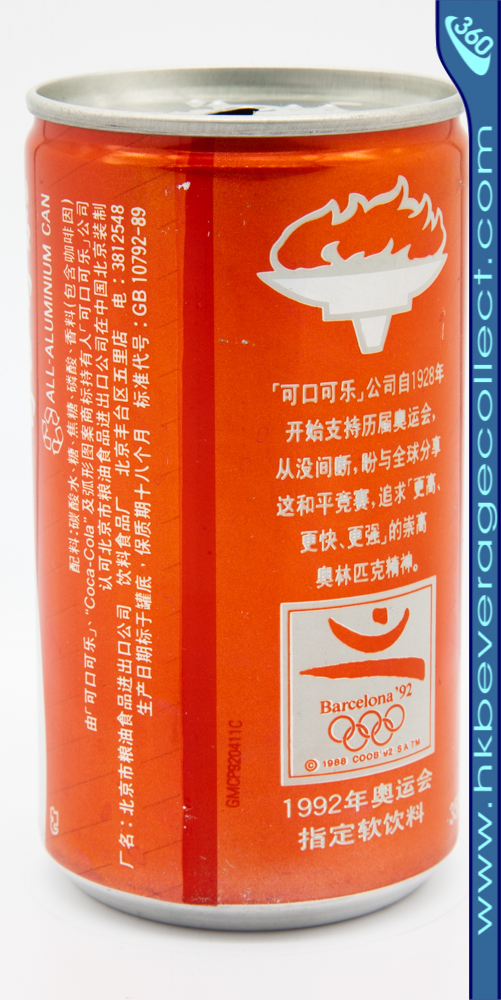 ALL-ALUMINIUM CAN
配料:碳酸水、糖、焦糖、磷酸、香料(包含咖啡因)
由「可口可乐」、"Coca-Cola"及弧形图案商标持有人「可口可乐」公司
认可北京市粮油食品进出口公司在中国北京装制
厂名:北京市粮油食品进出口公司 饮料食品厂 北京丰台区五里店 电:3812548
生产日期标于罐底,保质期十八个月 标准代号:GB 10792-89
GMCP920411C
「可口可乐」公司自1928年
开始支持历届奥运会,
从没间断,盼与全球分享
这和平竞赛,追求「更高、
更快、更强」的崇高
奥林匹克精神。
Barcelona '92
© 1988 COOB'92 S.A.TM
1992年奥运会
指定软饮料
360
www.hkbeveragecollect.com